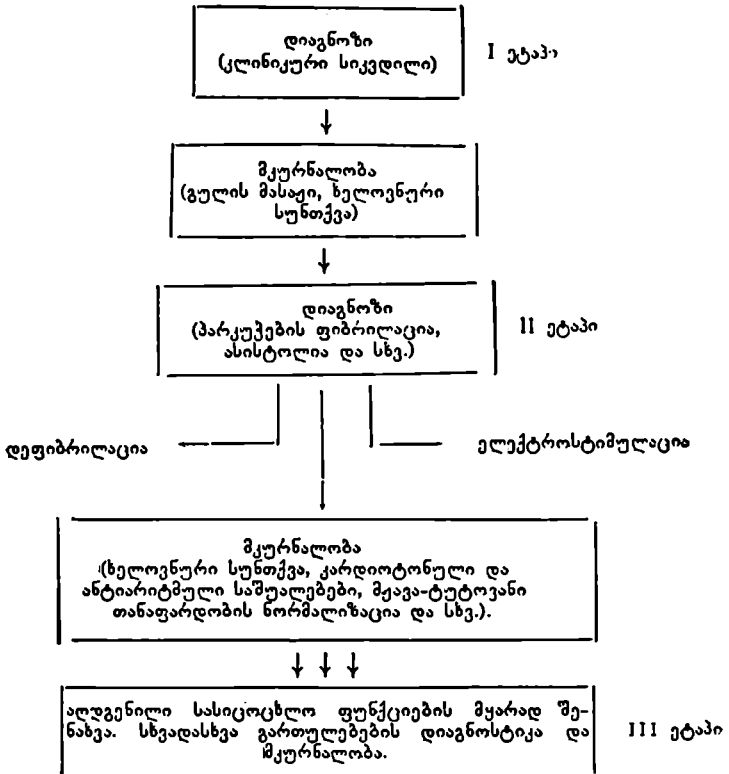 დიაგნოზი
(კლინიკური სიკვდილი)
I ეტაპი
მკურნალობა
(გულის მასაჟი, ხელოვნური
სუნთქვა)
დიაგნოზი
(პარკუჭების ფიბრილაცია,
ასისტოლია და სხვ.)
II ეტაპი
დეფიბრილაცია
ელექტროსტიმულაცია
მკურნალობა
(ხელოვნური სუნთქვა, კარდიოტონული და
ანტიარიტმული საშუალებები, მჟავა-ტუტოვანი
თანაფარდობის ნორმალიზაცია და სხვ.).
აღდგენილი სასიცოცხლო ფუნქციების მყარად შე-
ნახვა. სხვადასხვა გართულებების დიაგნოსტიკა და
მკურნალობა.
III ეტაპი